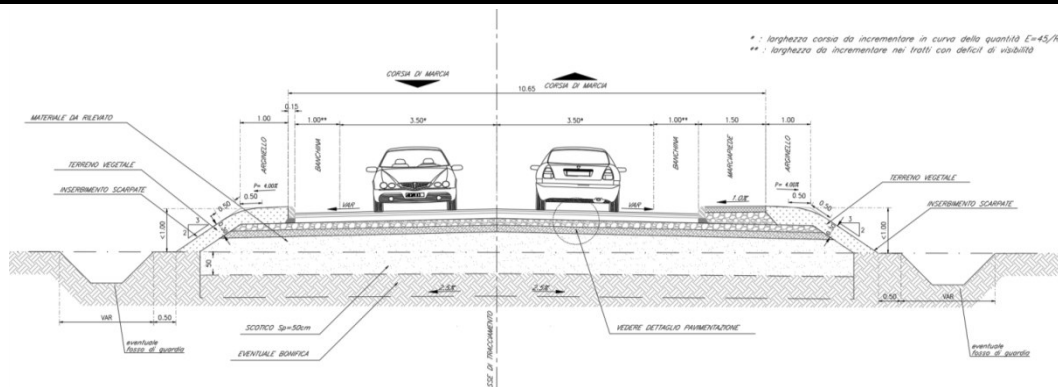 * : larghezza corsia da incrementare in curva della quantità E=45/R
** : larghezza da incrementare nei tratti con deficit di visibilità
CORSIA DI MARCIA
CORSIA DI MARCIA
10.65
0.15
1.00
1.00**
3.50*
3.50*
1.00**
1.50
1.00
MATERIALE DA RILEVATO
ARGINELLO
BANCHINA
BANCHINA
MARCIAPIEDE
ARGINELLO
TERRENO VEGETALE
P= 4.00%
P= 4.00%
TERRENO VEGETALE
INSERBIMENTO SCARPATE
0.50
0.50
VAR
VAR
1.0%
0.50
0.50
INSERBIMENTO SCARPATE
<1.00
3
2
3
2
<1.00
50
VAR
0.50
2.5%
2.5%
0.50
VAR
SCOTICO Sp=50cm
VEDERE DETTAGLIO PAVIMENTAZIONE
EVENTUALE BONIFICA
eventuale
fosso di guardia
eventuale
fosso di guardia
SSE DI TRACCIAMENTO